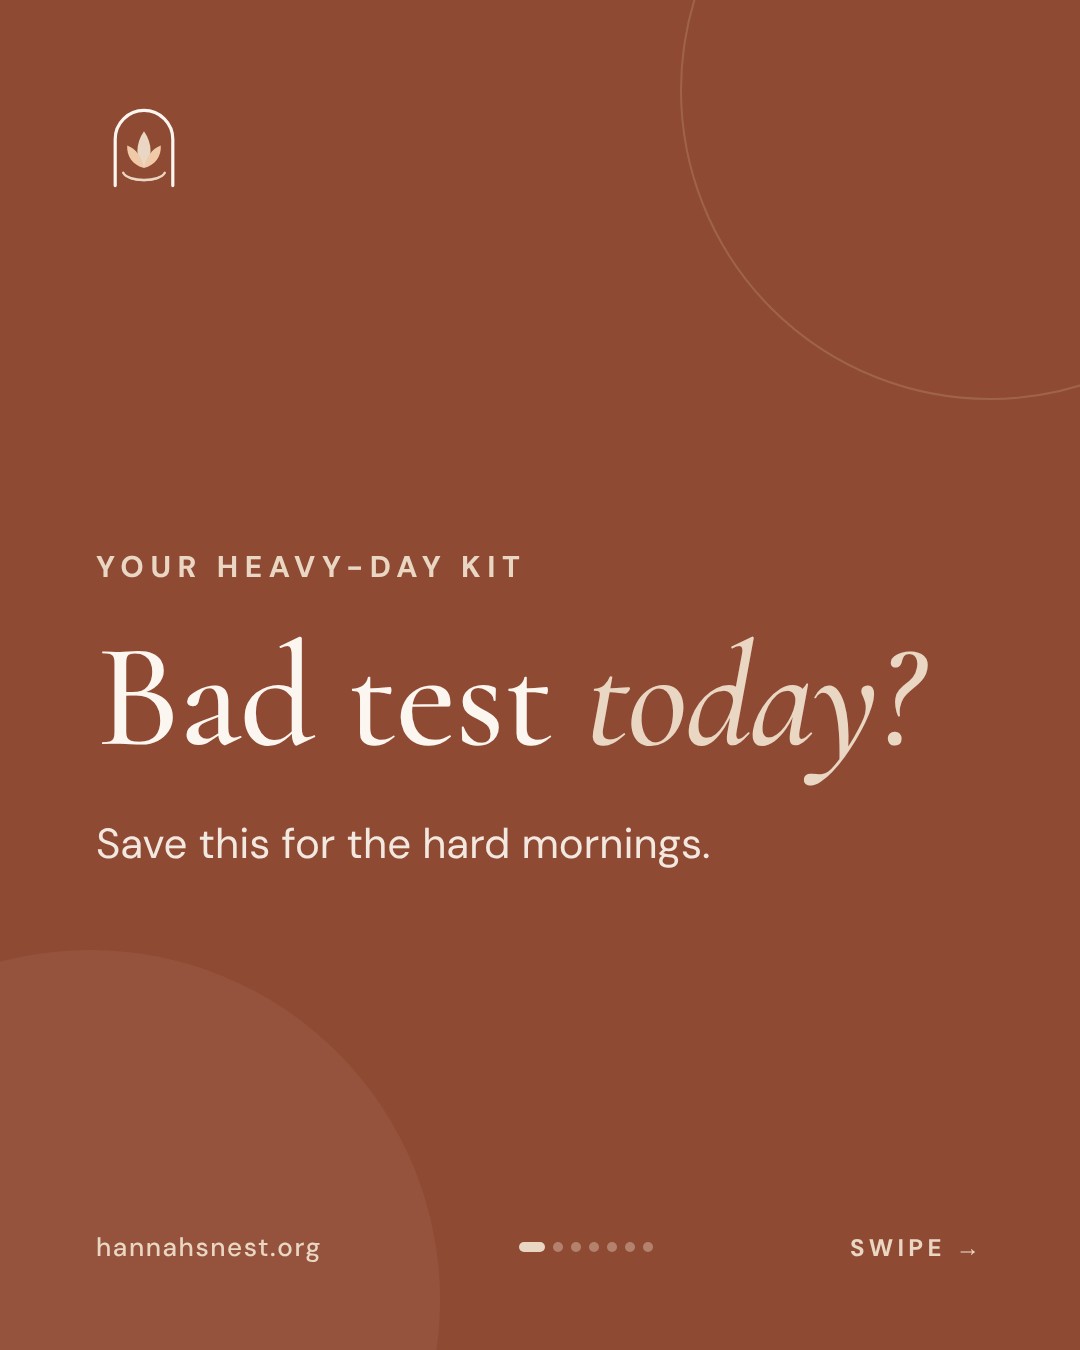 YOUR HEAVY-DAY KIT
Bad test today?
Save this for the hard mornings.
hannahsnest.org
SWIPE →